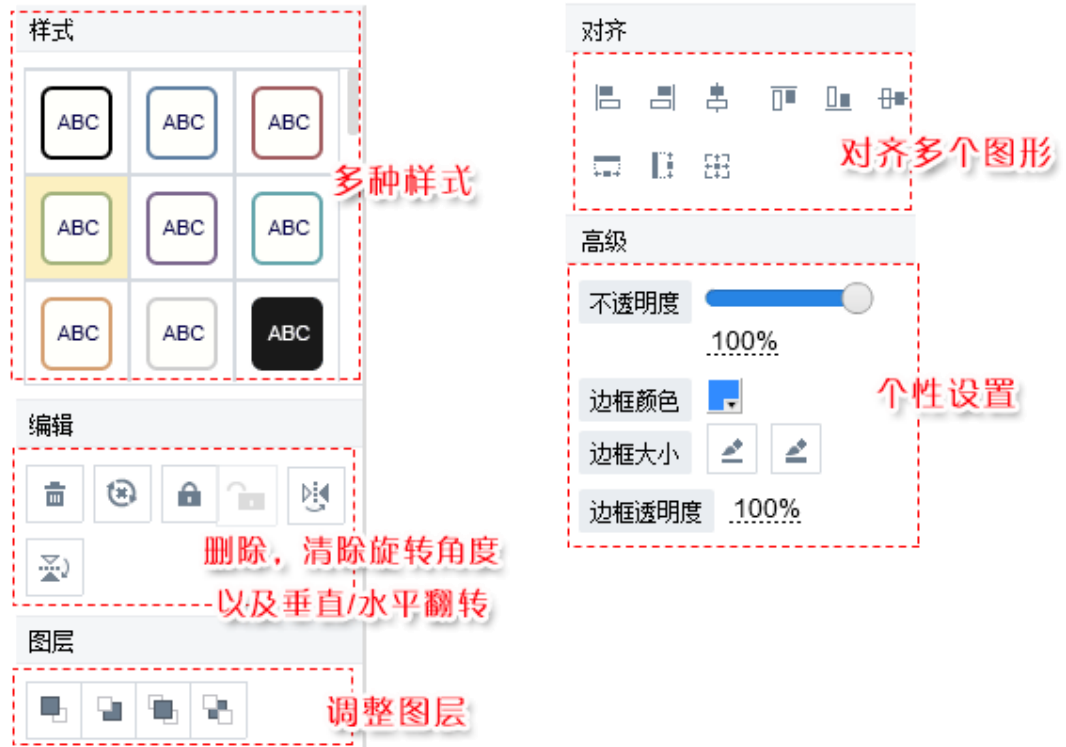 样式
ABC ABC ABC
ABC ABC ABC
ABC ABC ABC
多种样式
编辑
删除，清除旋转角度
以及垂直/水平翻转
图层
调整图层
对齐
对齐多个图形
高级
不透明度
100%
边框颜色
个性设置
边框大小
边框透明度 100%